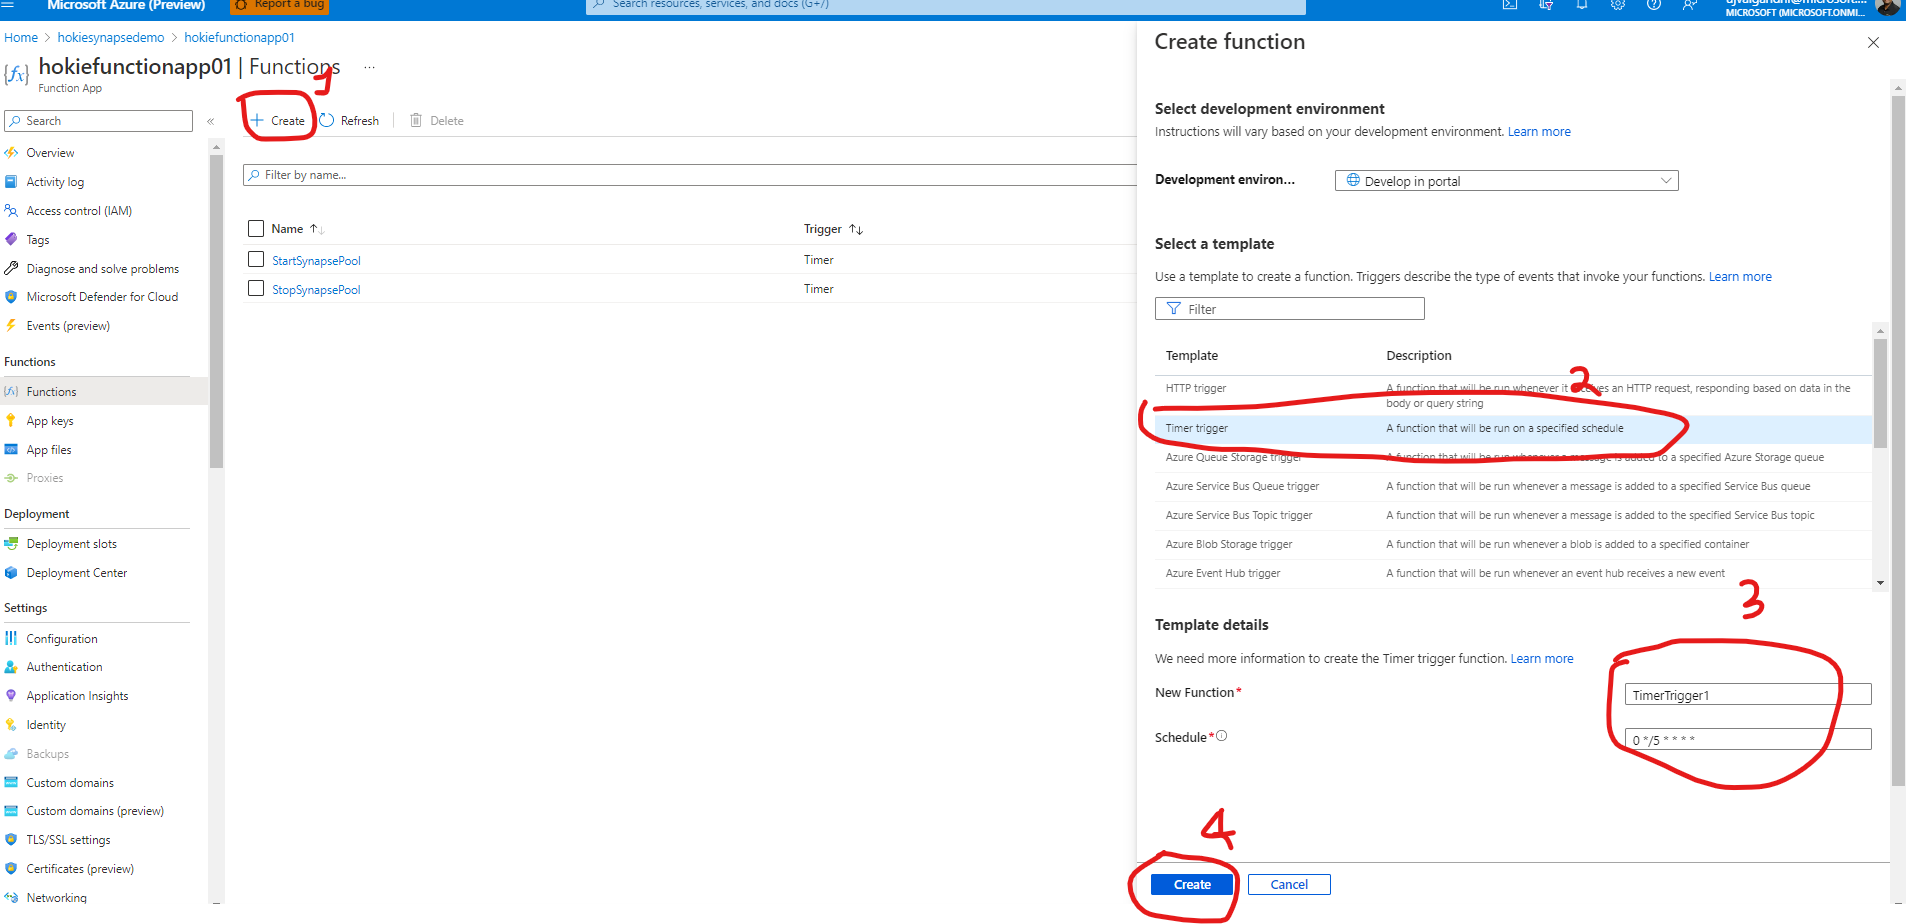 Microsoft Azure (Preview)
Report a bug
Search resources, services, and docs (G+/)
MICROSOFT (MICROSOFT.ONMI...
Home > hokiesynapsedemo > hokiefunctionapp01
hokiefunctionapp01 | Functions ...
Function App
1
Search
«
Create
Refresh
Delete
Overview
Activity log
Access control (IAM)
Tags
Diagnose and solve problems
Microsoft Defender for Cloud
Events (preview)
Functions
Functions
App keys
App files
Proxies
Deployment
Deployment slots
Deployment Center
Settings
Configuration
Authentication
Application Insights
Identity
Backups
Custom domains
Custom domains (preview)
TLS/SSL settings
Certificates (preview)
Networking
Filter by name...
Name ↑↓ Trigger ↑↓
StartSynapsePool Timer
StopSynapsePool Timer
Create function
Select development environment
Instructions will vary based on your development environment. Learn more
Development environ... Develop in portal
Select a template
Use a template to create a function. Triggers describe the type of events that invoke your functions. Learn more
Filter
Template Description
2
HTTP trigger A function that will be run whenever it receives an HTTP request, responding based on data in the
body or query string
Timer trigger A function that will be run on a specified schedule
Azure Queue Storage trigger A function that will be run whenever a message is added to a specified Azure Storage queue
Azure Service Bus Queue trigger A function that will be run whenever a message is added to a specified Service Bus queue
Azure Service Bus Topic trigger A function that will be run whenever a message is added to the specified Service Bus topic
Azure Blob Storage trigger A function that will be run whenever a blob is added to a specified container
Azure Event Hub trigger A function that will be run whenever an event hub receives a new event
3
Template details
We need more information to create the Timer trigger function. Learn more
New Function* TimerTrigger1
Schedule* 0 */5 * * * *
4
Create Cancel